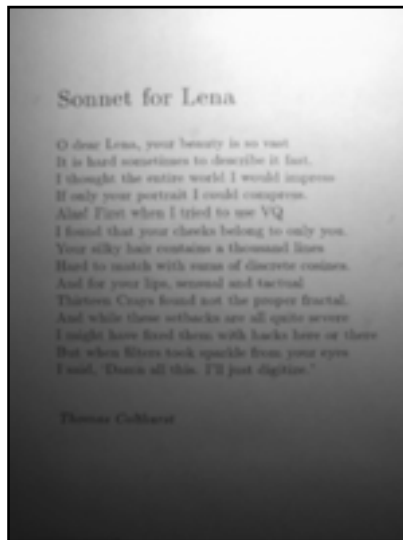 Sonnet for Lena
O dear Lena, your beauty is so vast
It is hard sometimes to describe it fast.
I thought the entire world I would impress
If only your portrait I could compress.
Alas! First when I tried to use VQ
I found that your cheeks belong to only you.
Your silky hair contains a thousand lines
Hard to match with sums of discrete cosines.
And for your lips, sensual and tactual
Thirteen Crays found not the proper fractal.
And while these setbacks are all quite severe
I might have fixed them with hacks here or there
But when filters took sparkle from your eyes
I said, 'Damn all this. I'll just digitize.'
Thomas Colthurst